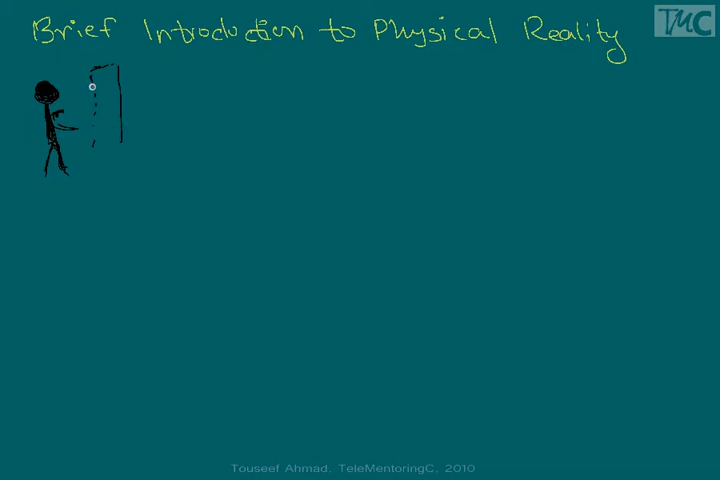 Brief Introduction to Physical Reality
TMC
Touseef Ahmad. TeleMentoringC, 2010